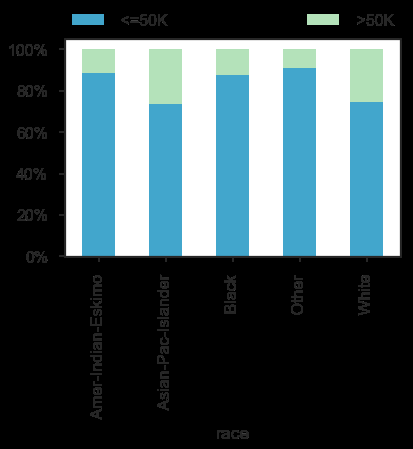 <=50K >50K
100%
80%
60%
40%
20%
0%
Amer-Indian-Eskimo
Asian-Pac-Islander
Black
Other
White
race